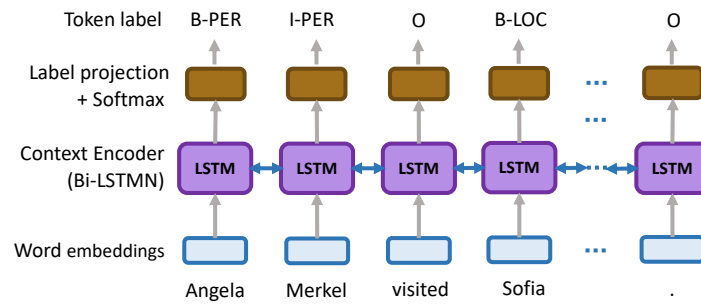 Token label B-PER I-PER O B-LOC O
Label projection
+ Softmax
...
...
Context Encoder
(Bi-LSTMN)
LSTM LSTM LSTM LSTM ... LSTM
Word embeddings ...
Angela Merkel visited Sofia .